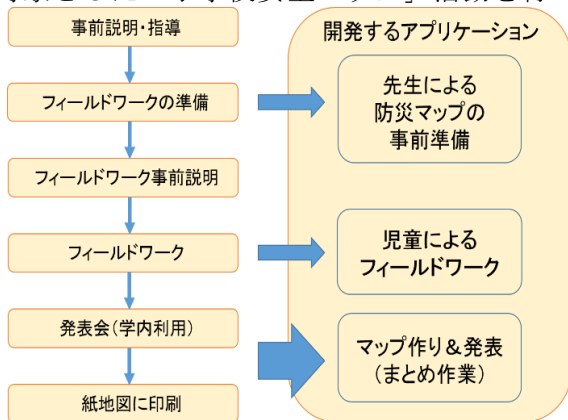 事前説明・指導
フィールドワークの準備
フィールドワーク事前説明
フィールドワーク
発表会(学内利用)
紙地図に印刷
開発するアプリケーション
先生による
防災マップの
事前準備
児童による
フィールドワーク
マップ作り＆発表
(まとめ作業)